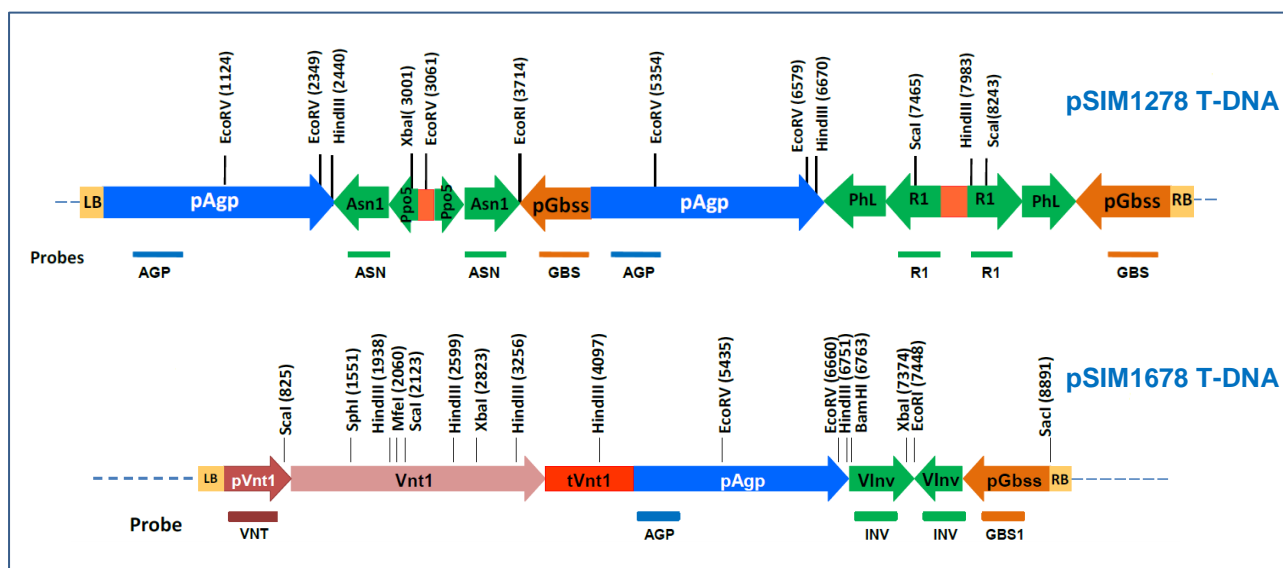 EcoRV (1124)
EcoRV (2349)
HindIII (2440)
XbaI( 3001)
EcoRV (3061)
EcoRI (3714)
EcoRV (5354)
EcoRV (6579)
HindIII (6670)
ScaI (7465)
HindIII (7983)
ScaI(8243)
pSIM1278 T-DNA
LB
pAgp
Asn1
Ppo5
Ppo5
Asn1
pGbss
pAgp
PhL
R1
R1
PhL
pGbss
RB
Probes
AGP
ASN
ASN
GBS
AGP
R1
R1
GBS
ScaI (825)
SphI (1551)
HindIII (1938)
MfeI (2060)
ScaI (2123)
HindIII (2599)
XbaI (2823)
HindIII (3256)
HindIII (4097)
EcoRV (5435)
EcoRV (6660)
HindIII (6751)
BamHI (6763)
XbaI (7374)
EcoRI (7448)
SacI (8891)
pSIM1678 T-DNA
LB
pVnt1
Vnt1
tVnt1
pAgp
VInv
VInv
pGbss
RB
Probe
VNT
AGP
INV
INV
GBS1